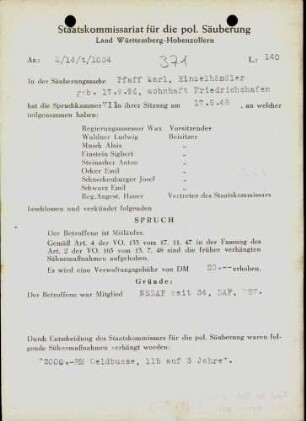 Staatskommissariat für die pol. Säuberung
Land Württemberg-Hohenzollern
Az: 5/14/t/1004 371 L: 140
In der Säuberungssache Pfaff Karl, Einzelhändler
geb. 17.9.96, wohnhaft Friedrichshafen
hat die Spruchkammer VI in ihrer Sitzung am 17.9.48, an welcher
teilgenommen haben:
Regierungsassessor Wax Vorsitzender
Waldner Ludwig Beisitzer
Musch Alois "
Einstein Sigbert "
Steinacher Anton "
Osker Emil "
Schneckenburger Josef "
Schwarz Emil "
Reg.Angest. Hauer Vertreter des Staatskommissars
beschlossen und verkündet folgenden
SPRUCH
Der Betroffene ist Mitläufer.
Gemäß Art. 4 der VO. 133 vom 17. 11. 47 in der Fassung des
Art. 2 der VO. 165 vom 13. 7. 48 sind die früher verhängten
Sühnemaßnahmen aufgehoben.
Es wird eine Verwaltungsgebühr von DM 50.-- erhoben.
Gründe:
Der Betroffene war Mitglied NSDAP seit 34, DAF,
Durch Entscheidung des Staatskommissars für die pol. Säuberung waren fol-
gende Sühnemaßnahmen verhängt worden:
"2000.-RM Geldbusse, 11b auf 3 Jahre".